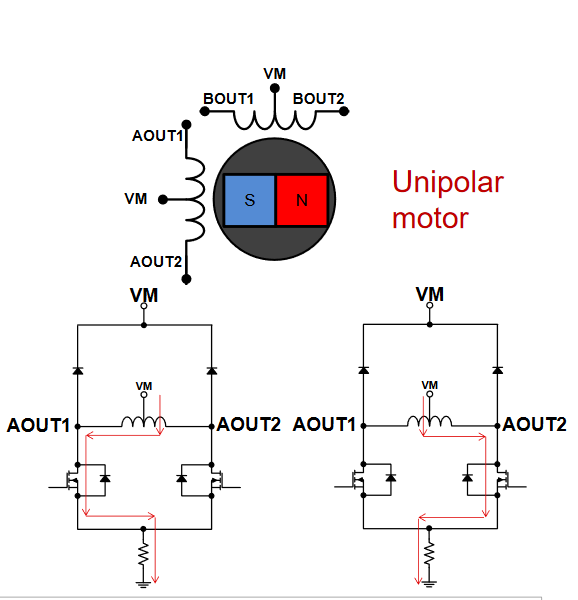 VM
BOUT1 BOUT2
AOUT1
VM
S N
Unipolar
motor
AOUT2
VM
VM
VM
VM
AOUT1 AOUT2
AOUT1 AOUT2